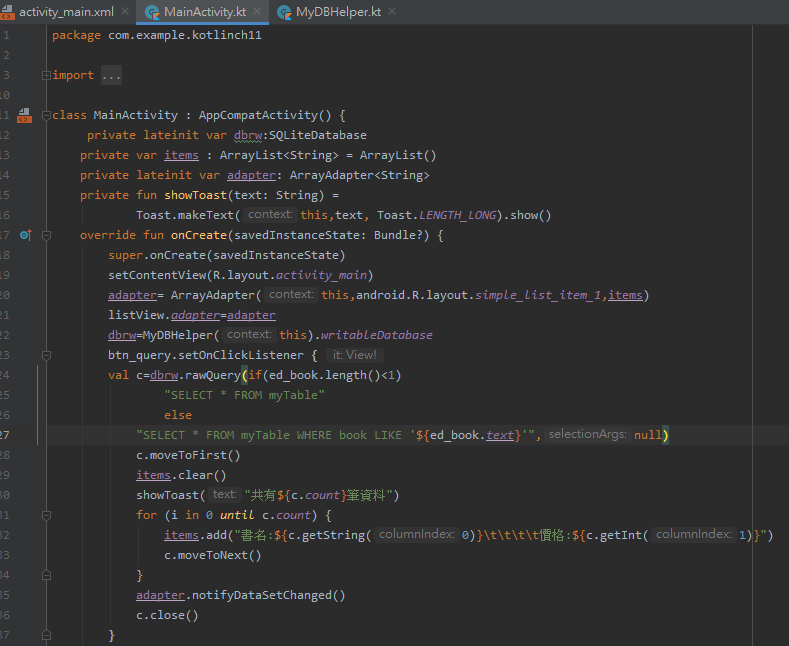 activity_main.xml × MainActivity.kt × MyDBHelper.kt ×
1 package com.example.kotlinch11
2
3 import ...
10
11 class MainActivity : AppCompatActivity() {
12 private lateinit var dbrw:SQLiteDatabase
13 private var items : ArrayList<String> = ArrayList()
14 private lateinit var adapter: ArrayAdapter<String>
15 private fun showToast(text: String) =
16 Toast.makeText( context: this,text, Toast.LENGTH_LONG).show()
17 override fun onCreate(savedInstanceState: Bundle?) {
18 super.onCreate(savedInstanceState)
19 setContentView(R.layout.activity_main)
20 adapter= ArrayAdapter( context: this,android.R.layout.simple_list_item_1,items)
21 listView.adapter=adapter
22 dbrw=MyDBHelper( context: this).writableDatabase
23 btn_query.setOnClickListener { it: View!
24 val c=dbrw.rawQuery(if(ed_book.length()<1)
25 "SELECT * FROM myTable"
26 else
27 "SELECT * FROM myTable WHERE book LIKE '${ed_book.text}'", selectionArgs: null)
28 c.moveToFirst()
29 items.clear()
30 showToast( text: "共有${c.count}筆資料")
31 for (i in 0 until c.count) {
32 items.add("書名:${c.getString( columnIndex: 0)}\t\t\t\t價格:${c.getInt( columnIndex: 1)}")
33 c.moveToNext()
34 }
35 adapter.notifyDataSetChanged()
36 c.close()
37 }